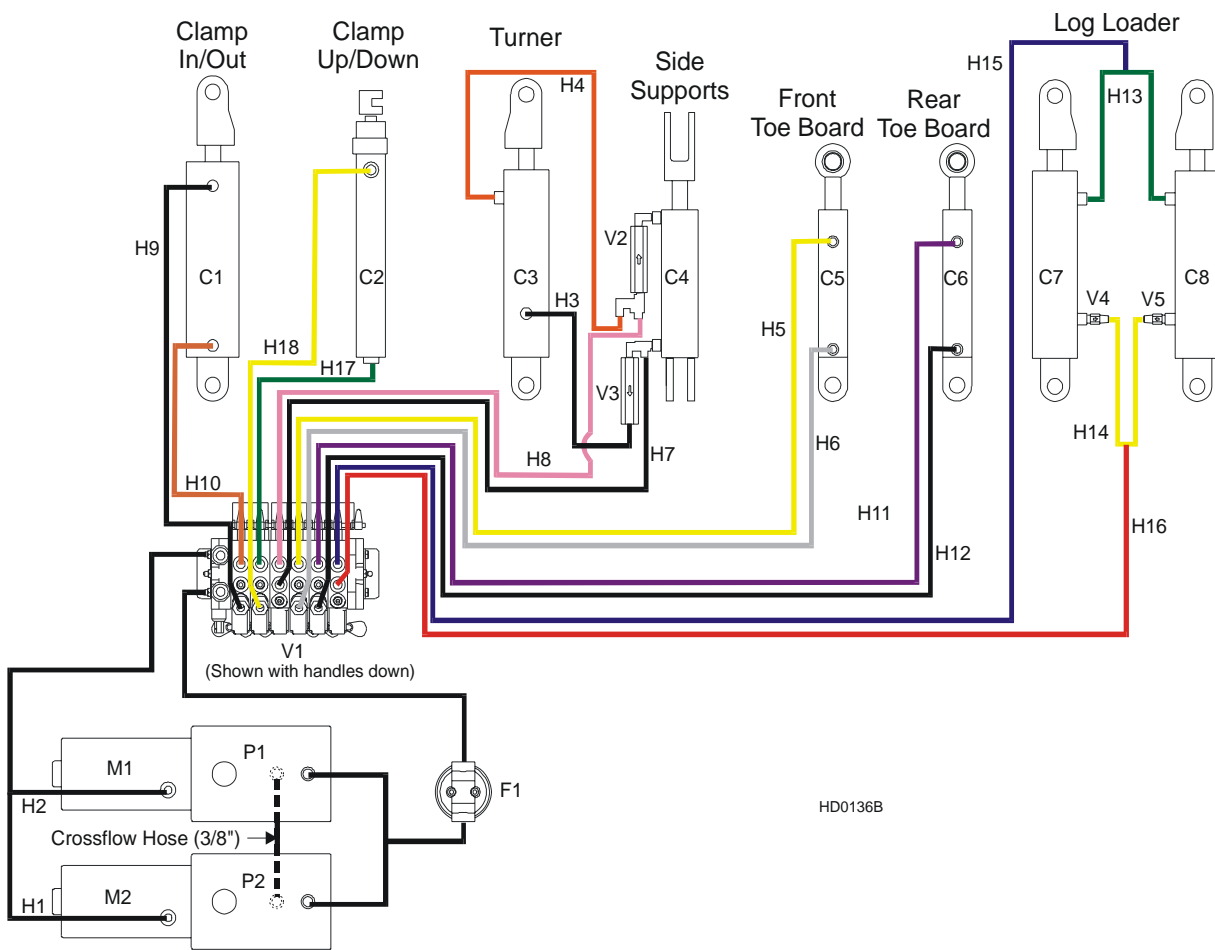 Clamp
In/Out
Clamp
Up/Down
Turner
Side
Supports
Front
Toe Board
Rear
Toe Board
Log Loader
H15
H4
H13
H9
C1
C2
C3
V2
C4
C5
C6
C7
C8
V4
V5
H3
H5
H18
H17
V3
H14
H8
H7
H6
H10
H11
H16
H12
V1
(Shown with handles down)
M1
P1
F1
H2
HD0136B
Crossflow Hose (3/8")
M2
P2
H1